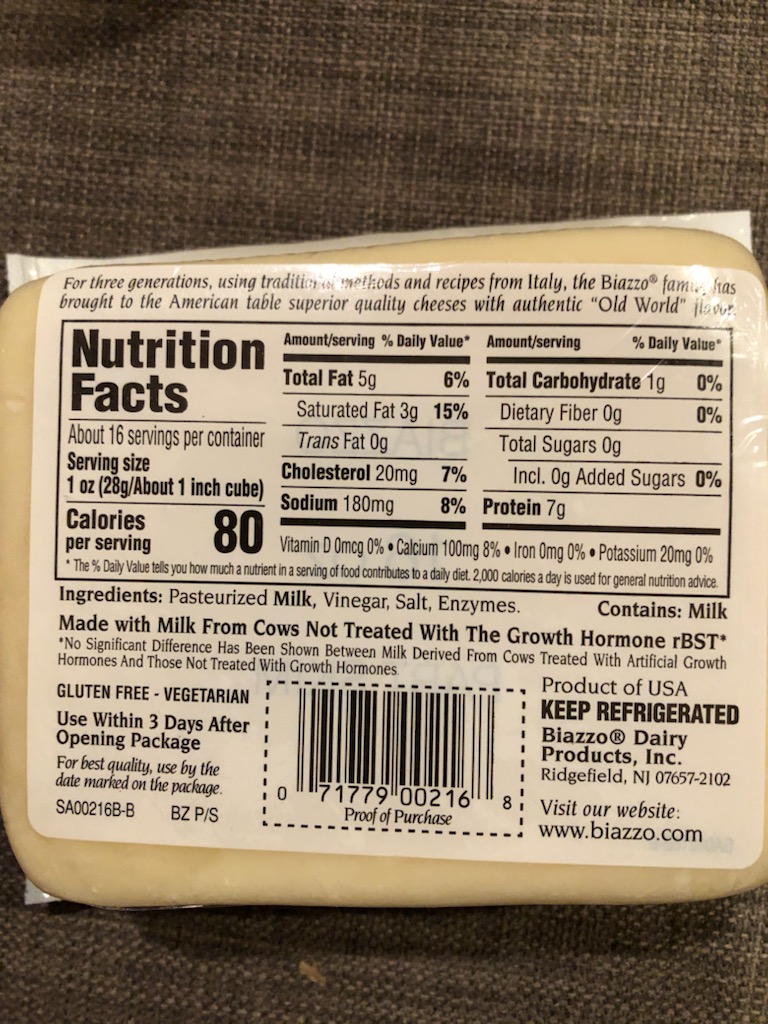 For three generations, using methods and recipes from Italy, the Biazzo® has
brought to the American table superior quality cheeses with authentic "Old World" flavor.
Nutrition
Facts
About 16 servings per container
Serving size
1 oz (28g/About 1 inch cube)
Calories
per serving
80
Amount/serving % Daily Value*
Total Fat 5g 6%
Saturated Fat 3g 15%
Trans Fat 0g
Cholesterol 20mg 7%
Sodium 180mg 8%
Amount/serving % Daily Value*
Total Carbohydrate 1g 0%
Dietary Fiber 0g 0%
Total Sugars 0g
Incl. 0g Added Sugars 0%
Protein 7g
Vitamin D 0mcg 0% • Calcium 100mg 8% • Iron 0mg 0% • Potassium 20mg 0%
* The % Daily Value tells you how much a nutrient in a serving of food contributes to a daily diet. 2,000 calories a day is used for general nutrition advice.
Ingredients: Pasteurized Milk, Vinegar, Salt, Enzymes.
Contains: Milk
Made with Milk From Cows Not Treated With The Growth Hormone rBST*
*No Significant Difference Has Been Shown Between Milk Derived From Cows Treated With Artificial Growth
Hormones And Those Not Treated With Growth Hormones.
GLUTEN FREE - VEGETARIAN
Use Within 3 Days After
Opening Package
For best quality, use by the
date marked on the package.
SA00216B-B BZ P/S
0 71779 00216 8
Proof of Purchase
Product of USA
KEEP REFRIGERATED
Biazzo® Dairy
Products, Inc.
Ridgefield, NJ 07657-2102
Visit our website:
www.biazzo.com